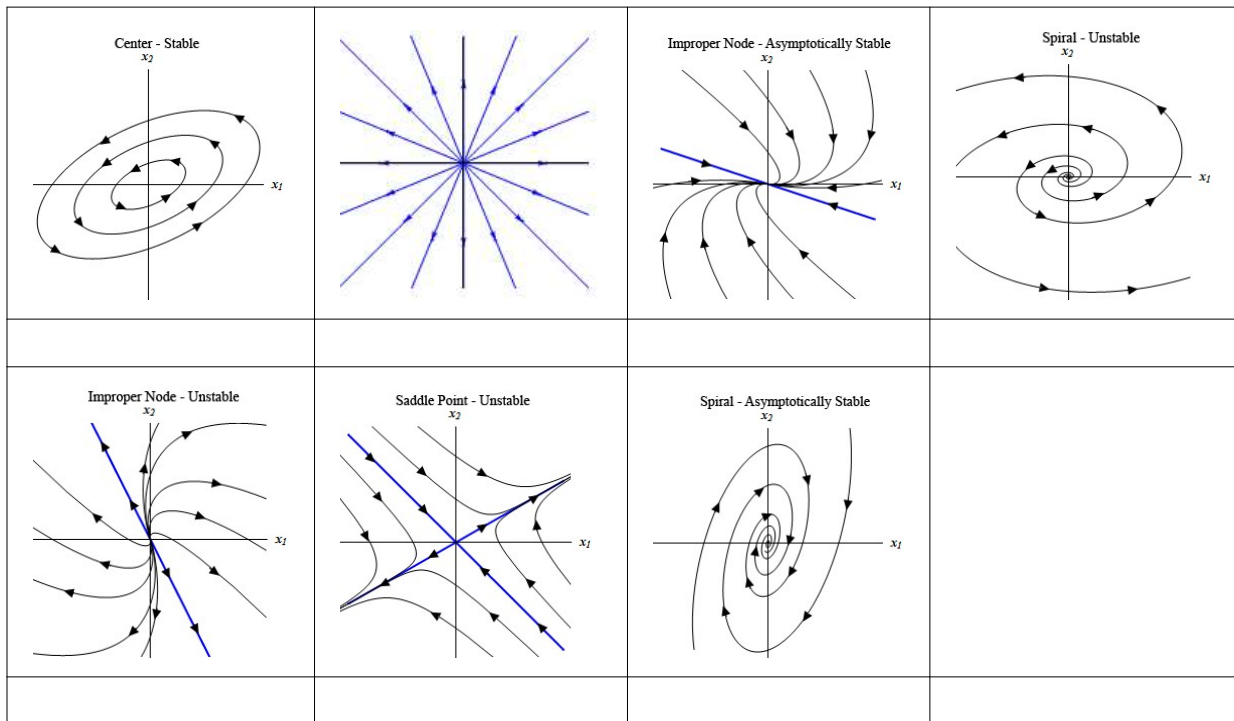 Center - Stable
x2
x1
Improper Node - Asymptotically Stable
x2
x1
Spiral - Unstable
x2
x1
Improper Node - Unstable
x2
x1
Saddle Point - Unstable
x2
x1
Spiral - Asymptotically Stable
x2
x1